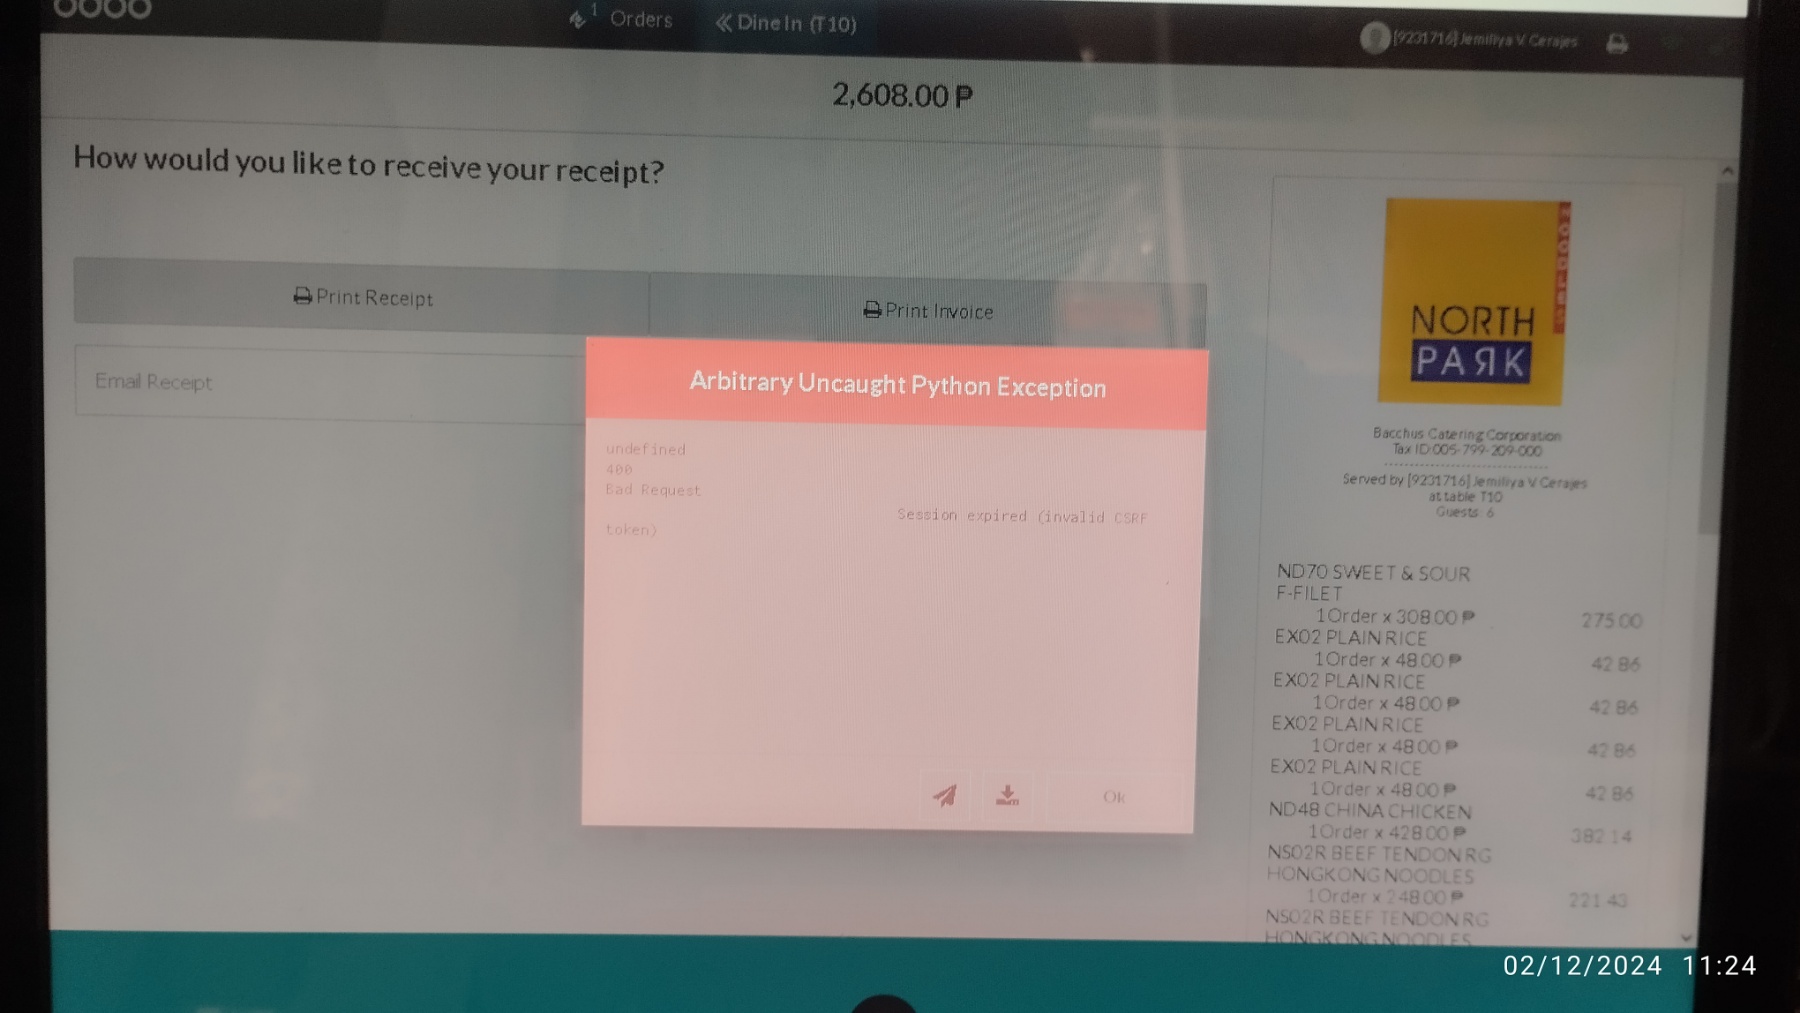 1 Orders
Dine In (T10)
[9231716] Jemiliya V. Cerajes
2,608.00 ₱
How would you like to receive your receipt?
Print Receipt
Print Invoice
Email Receipt
Arbitrary Uncaught Python Exception
undefined
400
Bad Request
Session expired (invalid CSRF
token)
Ok
NORTH
PAЯK
Bacchus Catering Corporation
Tax ID:005-799-209-000
--------------------------------
Served by [9231716] Jemiliya V. Cerajes
at table T10
Guests: 6
ND70 SWEET & SOUR
F-FILET
1 Order x 308.00 ₱ 275.00
EX02 PLAIN RICE
1 Order x 48.00 ₱ 42.86
EX02 PLAIN RICE
1 Order x 48.00 ₱ 42.86
EX02 PLAIN RICE
1 Order x 48.00 ₱ 42.86
EX02 PLAIN RICE
1 Order x 48.00 ₱ 42.86
ND48 CHINA CHICKEN
1 Order x 428.00 ₱ 382.14
NS02R BEEF TENDON RG
HONGKONG NOODLES
1 Order x 248.00 ₱ 221.43
NS02R BEEF TENDON RG
HONGKONG NOODLES
02/12/2024 11:24